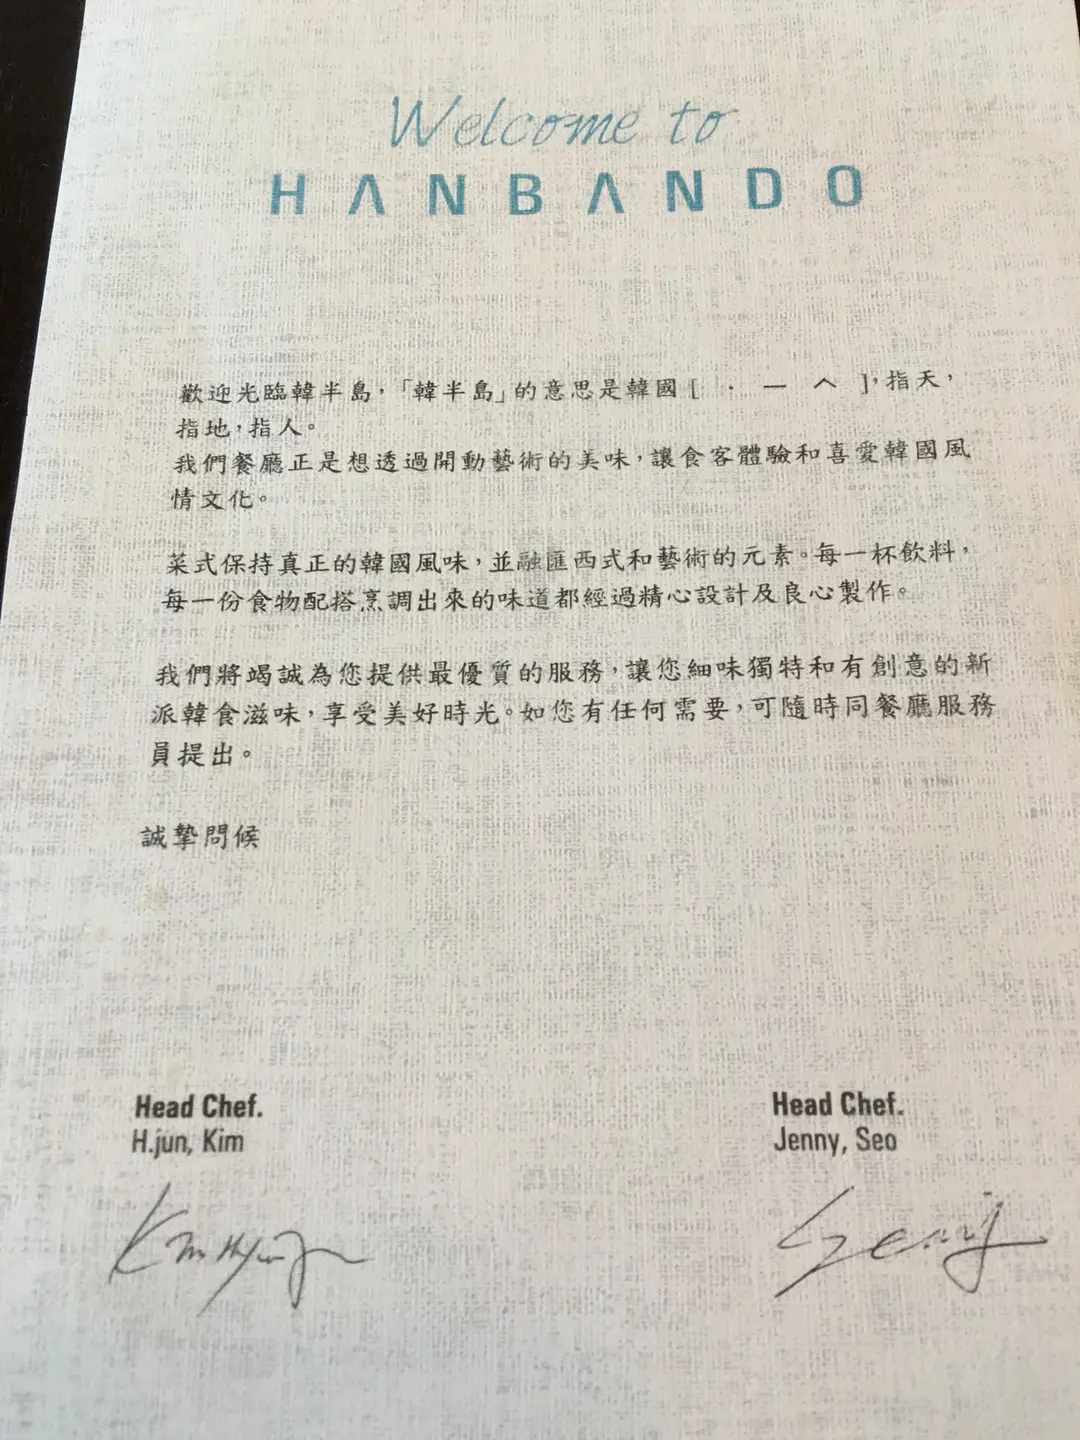 Welcome to
HANBANDO
歡迎光臨韓半島，「韓半島」的意思是韓國[ · 一 ㅅ ]，指天，
指地，指人。
我們餐廳正是想透過開動藝術的美味，讓食客體驗和喜愛韓國風
情文化。
菜式保持真正的韓國風味，並融匯西式和藝術的元素。每一杯飲料，
每一份食物配搭烹調出來的味道都經過精心設計及良心製作。
我們將竭誠為您提供最優質的服務，讓您細味獨特和有創意的新
派韓食滋味，享受美好時光。如您有任何需要，可隨時同餐廳服務
員提出。
誠摯問候
Head Chef.
H.jun, Kim
Head Chef.
Jenny, Seo